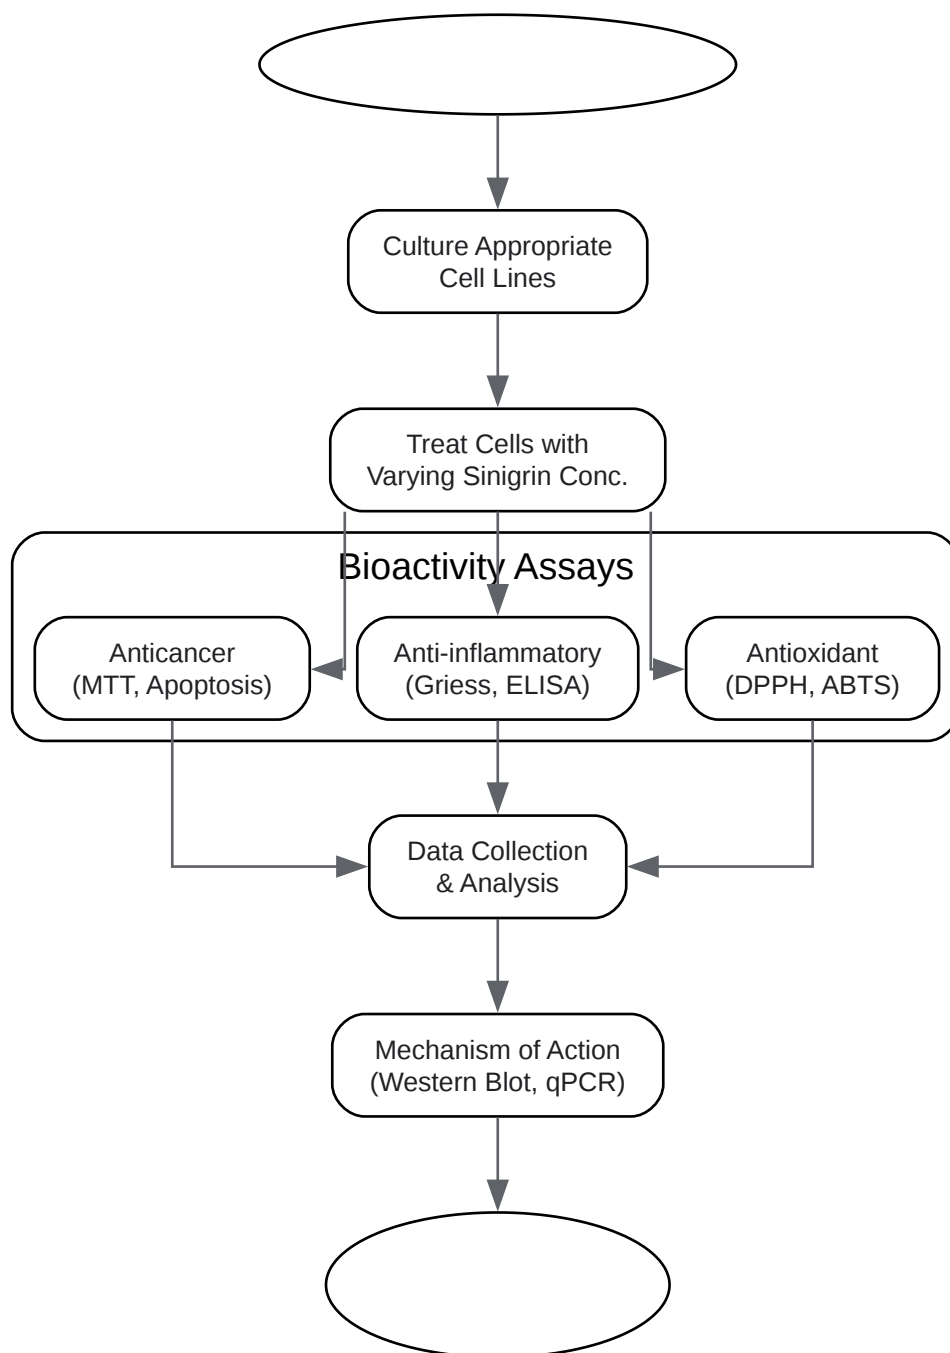 Culture Appropriate
Cell Lines
Treat Cells with
Varying Sinigrin Conc.
Bioactivity Assays
Anticancer
(MTT, Apoptosis)
Anti-inflammatory
(Griess, ELISA)
Antioxidant
(DPPH, ABTS)
Data Collection
& Analysis
Mechanism of Action
(Western Blot, qPCR)